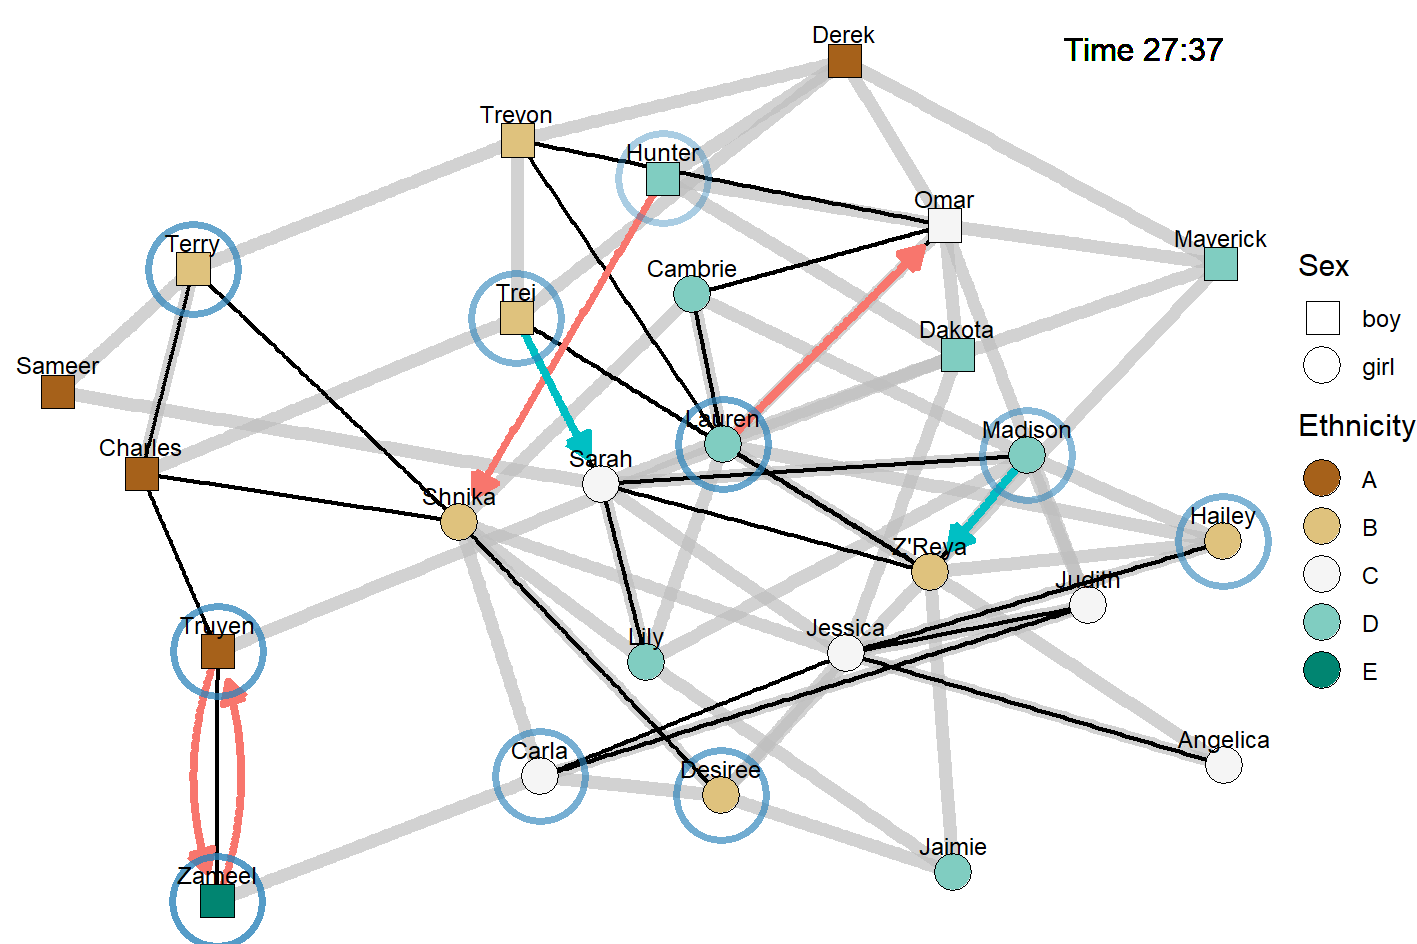 Derek
Time 27:37
Trevon
Hunter
Omar
Terry
Maverick
Cambrie
Trei
Dakota
Sameer
Lauren
Madison
Charles
Sarah
Shnika
Hailey
Z'Reya
Judith
Truyen
Lily
Jessica
Carla
Desiree
Angelica
Jaimie
Zameel
Sex
boy
girl
Ethnicity
A
B
C
D
E